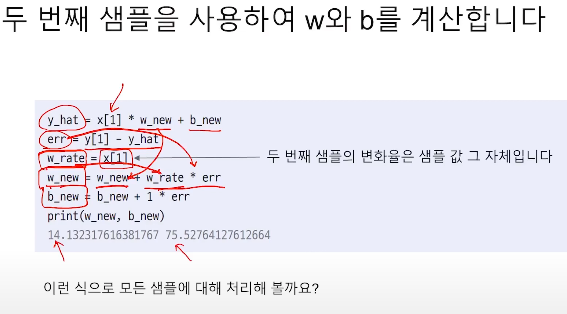 두 번째 샘플을 사용하여 w와 b를 계산합니다
y_hat = x[1] * w_new + b_new
err = y[1] - y_hat
w_rate = x[1]
두 번째 샘플의 변화율은 샘플 값 그 자체입니다
w_new = w_new + w_rate * err
b_new = b_new + 1 * err
print(w_new, b_new)
14.132317616381767 75.52764127612664
이런 식으로 모든 샘플에 대해 처리해 볼까요?